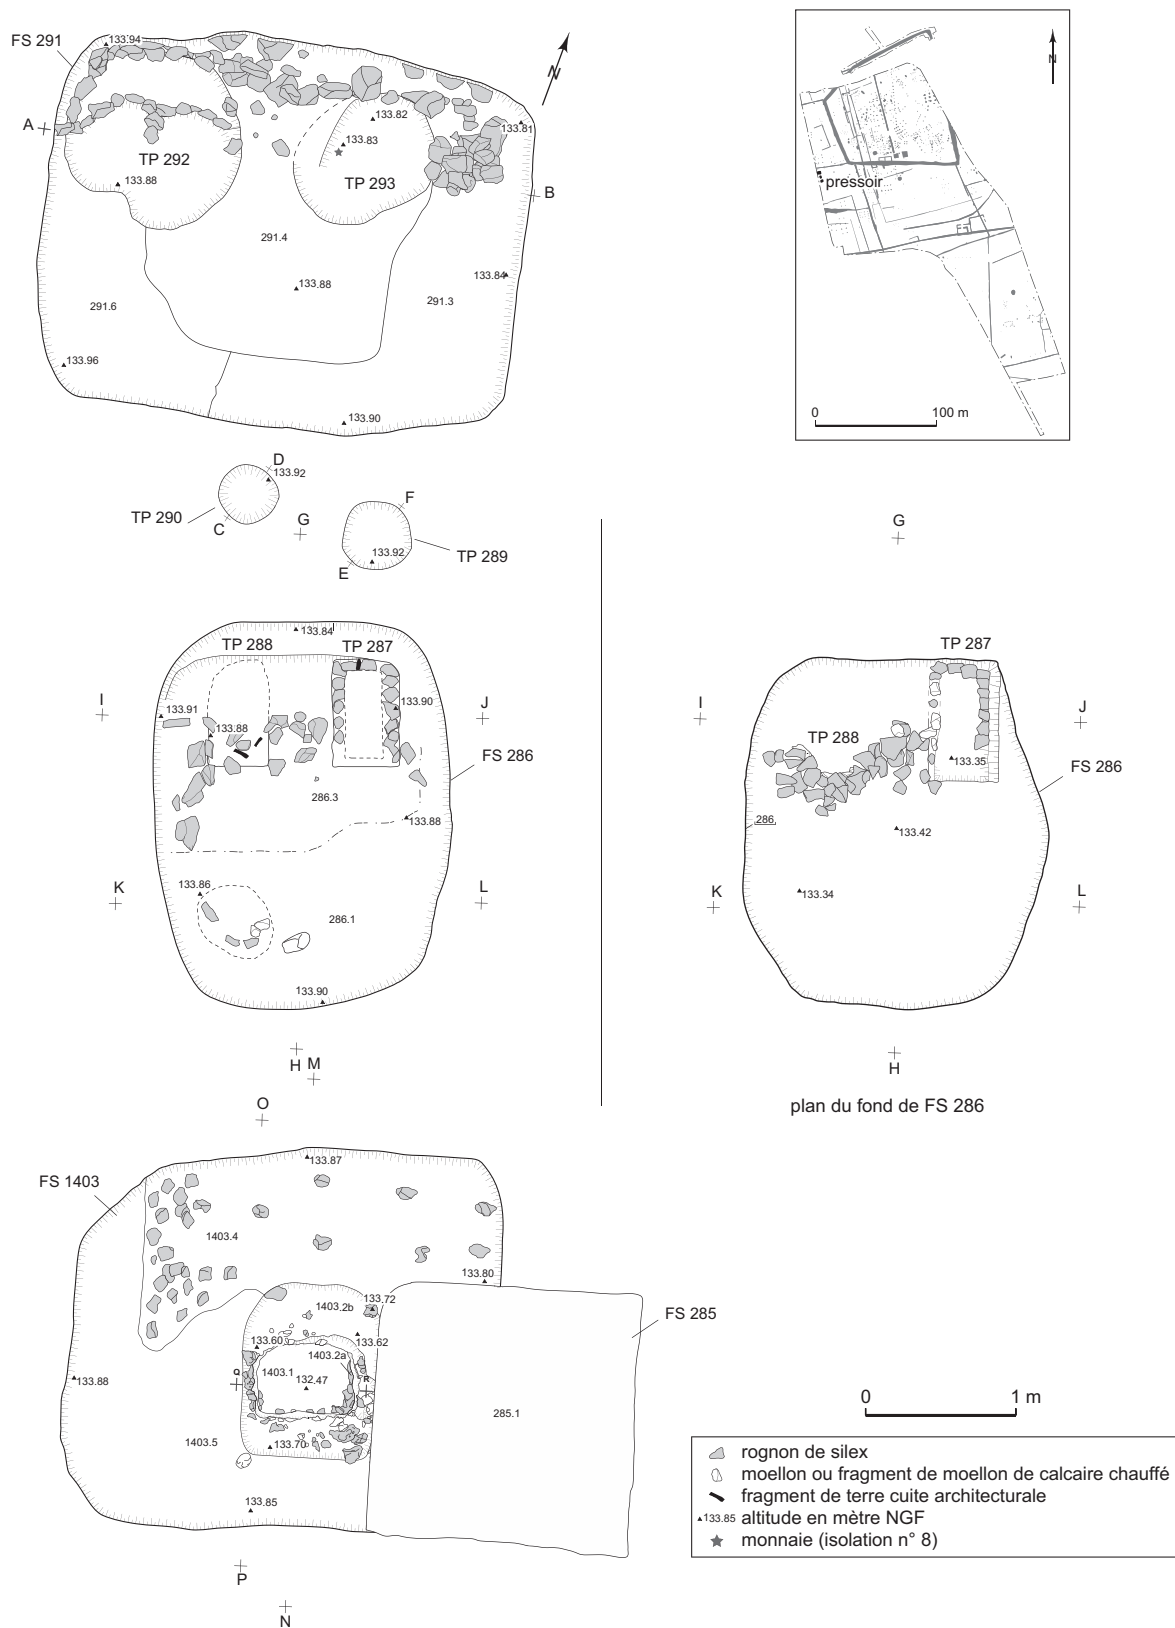 FS 291
133.94
N
A
133.82
133.81
133.83
TP 292
TP 293
133.88
B
291.4
133.88
133.84
291.6
291.3
133.96
133.90
N
pressoir
0 100 m
D
133.92
TP 290
C
G
F
133.92
TP 289
E
133.84
TP 288
TP 287
I
133.91
133.88
133.90
J
FS 286
286.3
133.88
K
133.86
286.1
L
133.90
H
M
G
TP 287
I
J
TP 288
133.35
FS 286
286
133.42
K
133.34
L
H
plan du fond de FS 286
O
133.87
FS 1403
1403.4
133.80
1403.2b
133.72
FS 285
133.60
133.62
1403.2a
133.88
Q
1403.1
132.47
R
285.1
1403.5
133.70
133.85
P
N
0 1 m
rognon de silex
moellon ou fragment de moellon de calcaire chauffé
fragment de terre cuite architecturale
133.85 altitude en mètre NGF
monnaie (isolation n° 8)